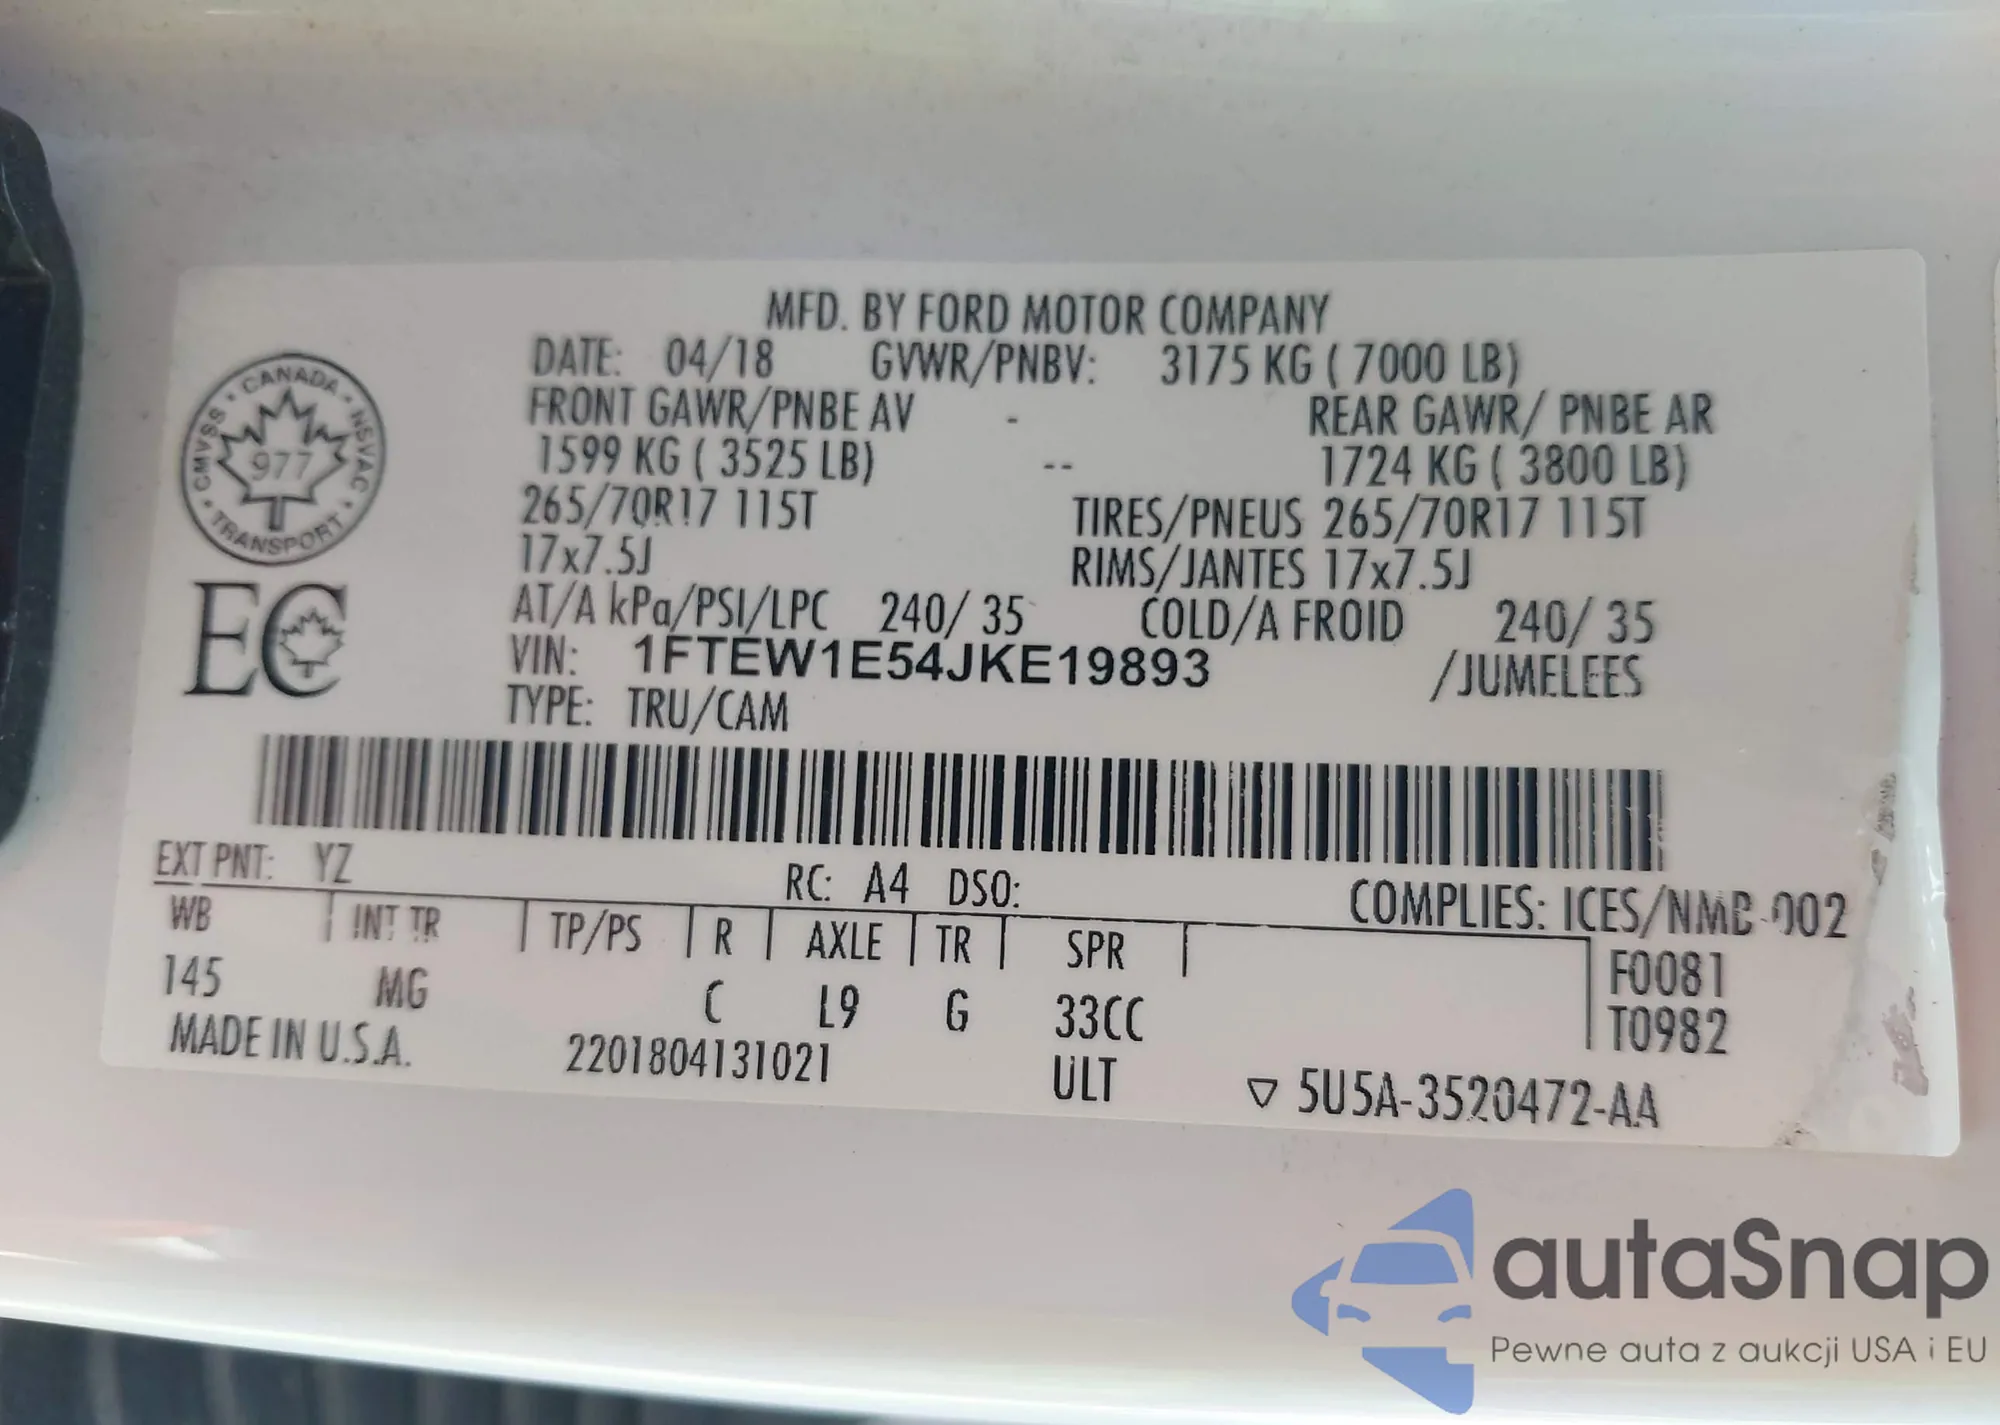 MFD. BY FORD MOTOR COMPANY
DATE: 04/18 GVWR/PNBV: 3175 KG ( 7000 LB)
FRONT GAWR/PNBE AV - REAR GAWR/ PNBE AR
1599 KG ( 3525 LB) -- 1724 KG ( 3800 LB)
265/70R17 115T TIRES/PNEUS 265/70R17 115T
17x7.5J RIMS/JANTES 17x7.5J
AT/A kPa/PSI/LPC 240/ 35 COLD/A FROID 240/ 35
VIN: 1FTEW1E54JKE19893 /JUMELEES
TYPE: TRU/CAM
CANADA · NSVAC · TRANSPORT · CMVSS ·
977
EC
EXT PNT: YZ RC: A4 DSO: COMPLIES: ICES/NMB-002
WB INT TR TP/PS R AXLE TR SPR F0081
145 MG C L9 G 33CC T0982
MADE IN U.S.A. 2201804131021 ULT ▽ 5U5A-3520472-AA
autaSnap
Pewne auta z aukcji USA i EU